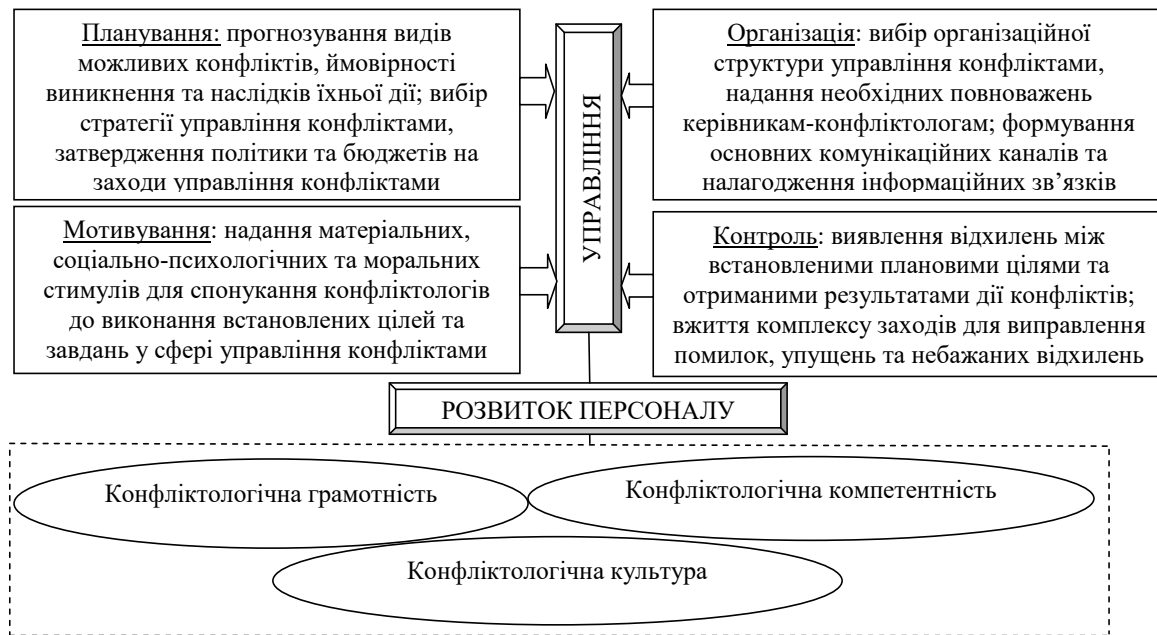 Планування: прогнозування видів
можливих конфліктів, ймовірності
виникнення та наслідків їхньої дії; вибір
стратегії управління конфліктами,
затвердження політики та бюджетів на
заходи управління конфліктами
Мотивування: надання матеріальних,
соціально-психологічних та моральних
стимулів для спонукання конфліктологів
до виконання встановлених цілей та
завдань у сфері управління конфліктами
УПРАВЛІННЯ
Організація: вибір організаційної
структури управління конфліктами,
надання необхідних повноважень
керівникам-конфліктологам; формування
основних комунікаційних каналів та
налагодження інформаційних зв’язків
Контроль: виявлення відхилень між
встановленими плановими цілями та
отриманими результатами дії конфліктів;
вжиття комплексу заходів для виправлення
помилок, упущень та небажаних відхилень
РОЗВИТОК ПЕРСОНАЛУ
Конфліктологічна грамотність
Конфліктологічна компетентність
Конфліктологічна культура